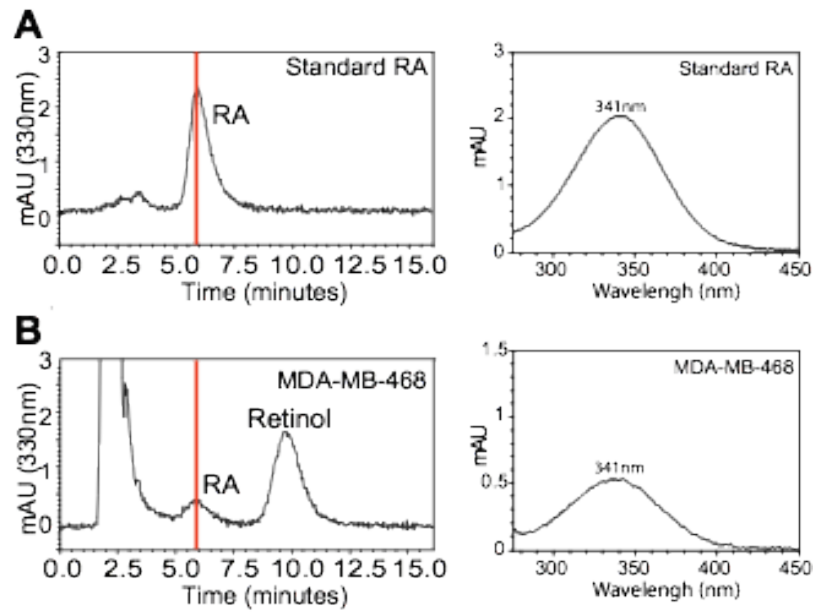 A
Standard RA
RA
mAU (330nm)
3
2
1
0
0.0 2.5 5.0 7.5 10.0 12.5 15.0
Time (minutes)
Standard RA
341nm
mAU
3
2
1
0
300 350 400 450
Wavelengh (nm)
B
MDA-MB-468
Retinol
RA
mAU (330nm)
3
2
1
0
0.0 2.5 5.0 7.5 10.0 12.5 15.0
Time (minutes)
MDA-MB-468
341nm
mAU
1.5
1
0.5
0
300 350 400 450
Wavelengh (nm)